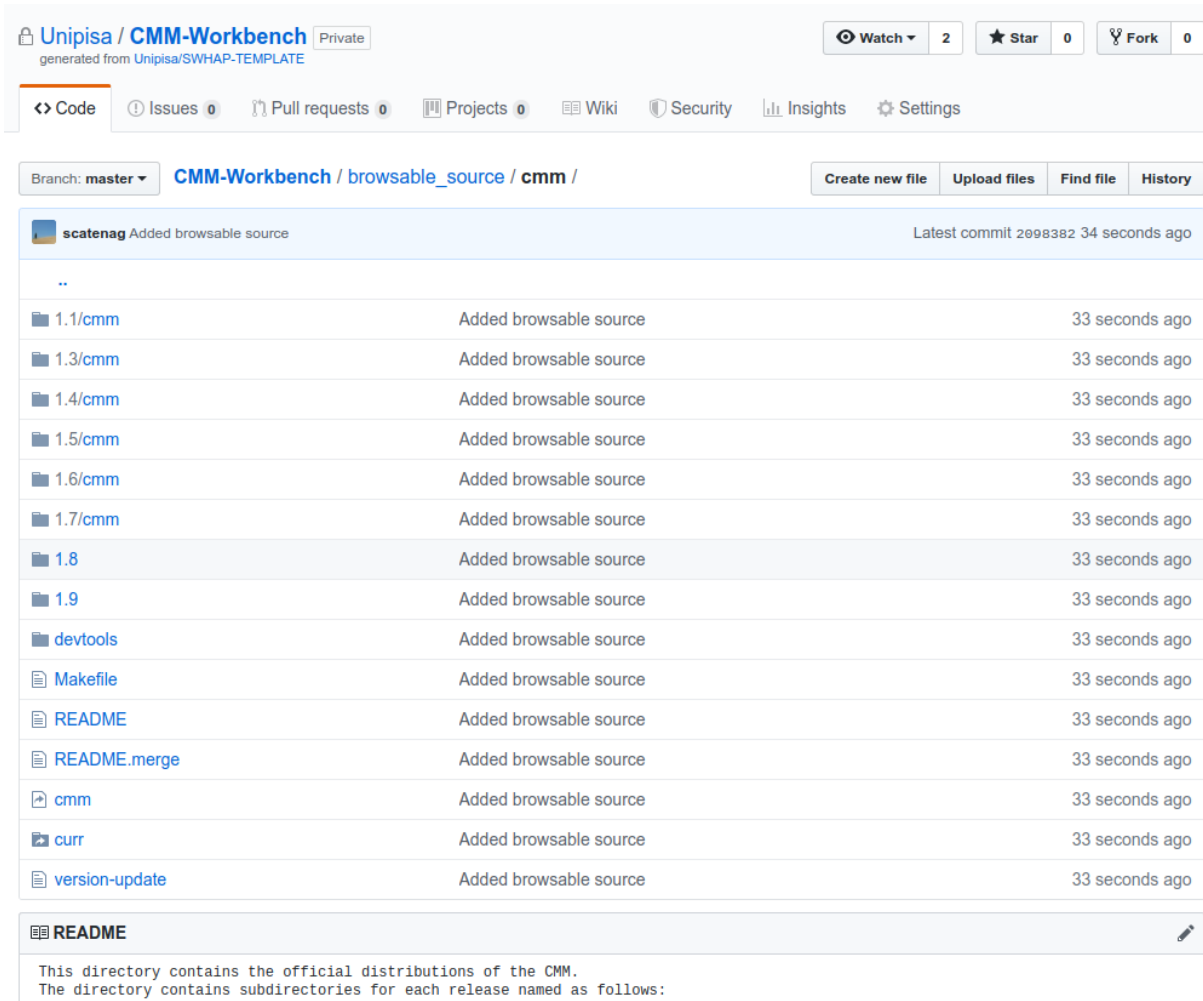 Unipisa / CMM-Workbench Private
Watch 2 Star 0 Fork 0
generated from Unipisa/SWHAP-TEMPLATE
Code Issues 0 Pull requests 0 Projects 0 Wiki Security Insights Settings
Branch: master CMM-Workbench / browsable_source / cmm / Create new file Upload files Find file History
scatenag Added browsable source Latest commit 2098382 34 seconds ago
..
1.1/cmm Added browsable source 33 seconds ago
1.3/cmm Added browsable source 33 seconds ago
1.4/cmm Added browsable source 33 seconds ago
1.5/cmm Added browsable source 33 seconds ago
1.6/cmm Added browsable source 33 seconds ago
1.7/cmm Added browsable source 33 seconds ago
1.8 Added browsable source 33 seconds ago
1.9 Added browsable source 33 seconds ago
devtools Added browsable source 33 seconds ago
Makefile Added browsable source 33 seconds ago
README Added browsable source 33 seconds ago
README.merge Added browsable source 33 seconds ago
cmm Added browsable source 33 seconds ago
curr Added browsable source 33 seconds ago
version-update Added browsable source 33 seconds ago
README
This directory contains the official distributions of the CMM.
The directory contains subdirectories for each release named as follows: